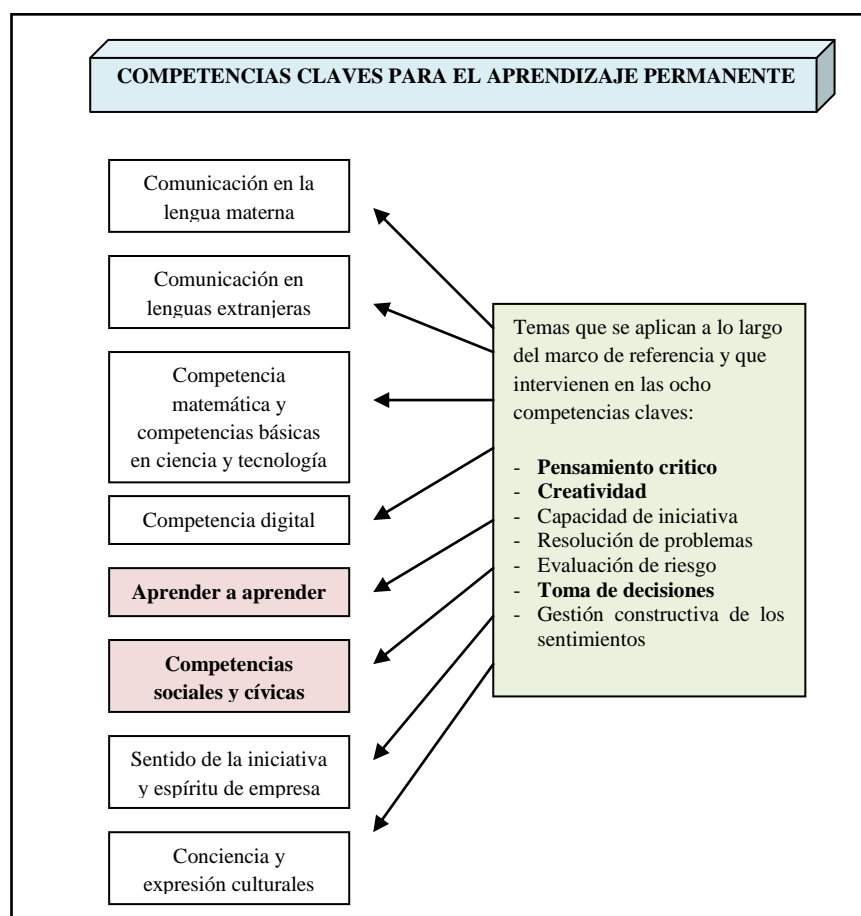 COMPETENCIAS CLAVES PARA EL APRENDIZAJE PERMANENTE
Comunicación en la
lengua materna
Comunicación en
lenguas extranjeras
Competencia
matemática y
competencias básicas
en ciencia y tecnología
Competencia digital
Aprender a aprender
Competencias
sociales y cívicas
Sentido de la iniciativa
y espíritu de empresa
Conciencia y
expresión culturales
Temas que se aplican a lo largo
del marco de referencia y que
intervienen en las ocho
competencias claves:
- Pensamiento critico
- Creatividad
- Capacidad de iniciativa
- Resolución de problemas
- Evaluación de riesgo
- Toma de decisiones
- Gestión constructiva de los
sentimientos